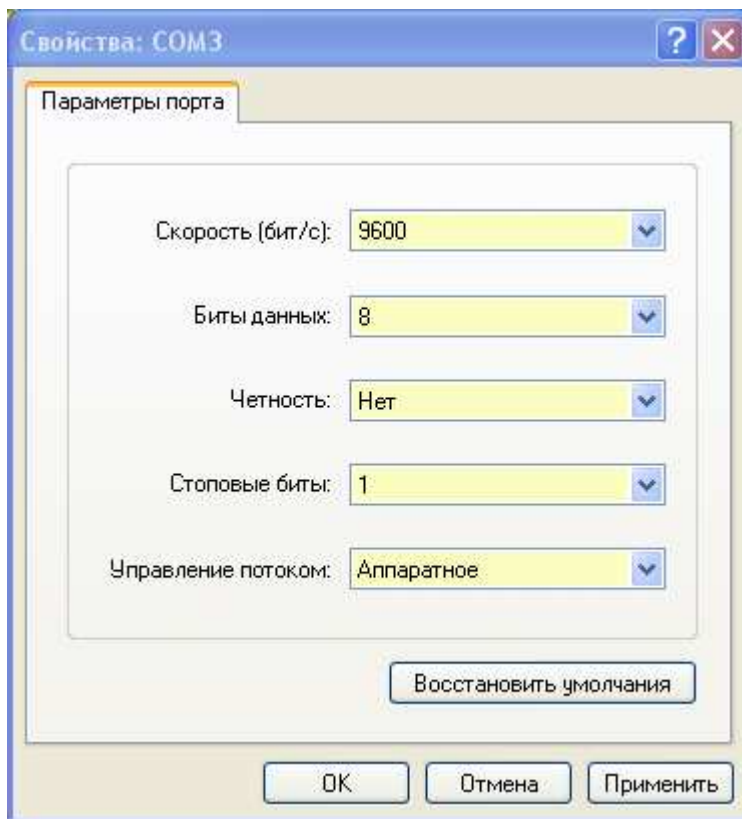 Свойства: COM3
Параметры порта
Скорость (бит/с): 9600
Биты данных: 8
Четность: Нет
Стоповые биты: 1
Управление потоком: Аппаратное
Восстановить умолчания
OK Отмена Применить